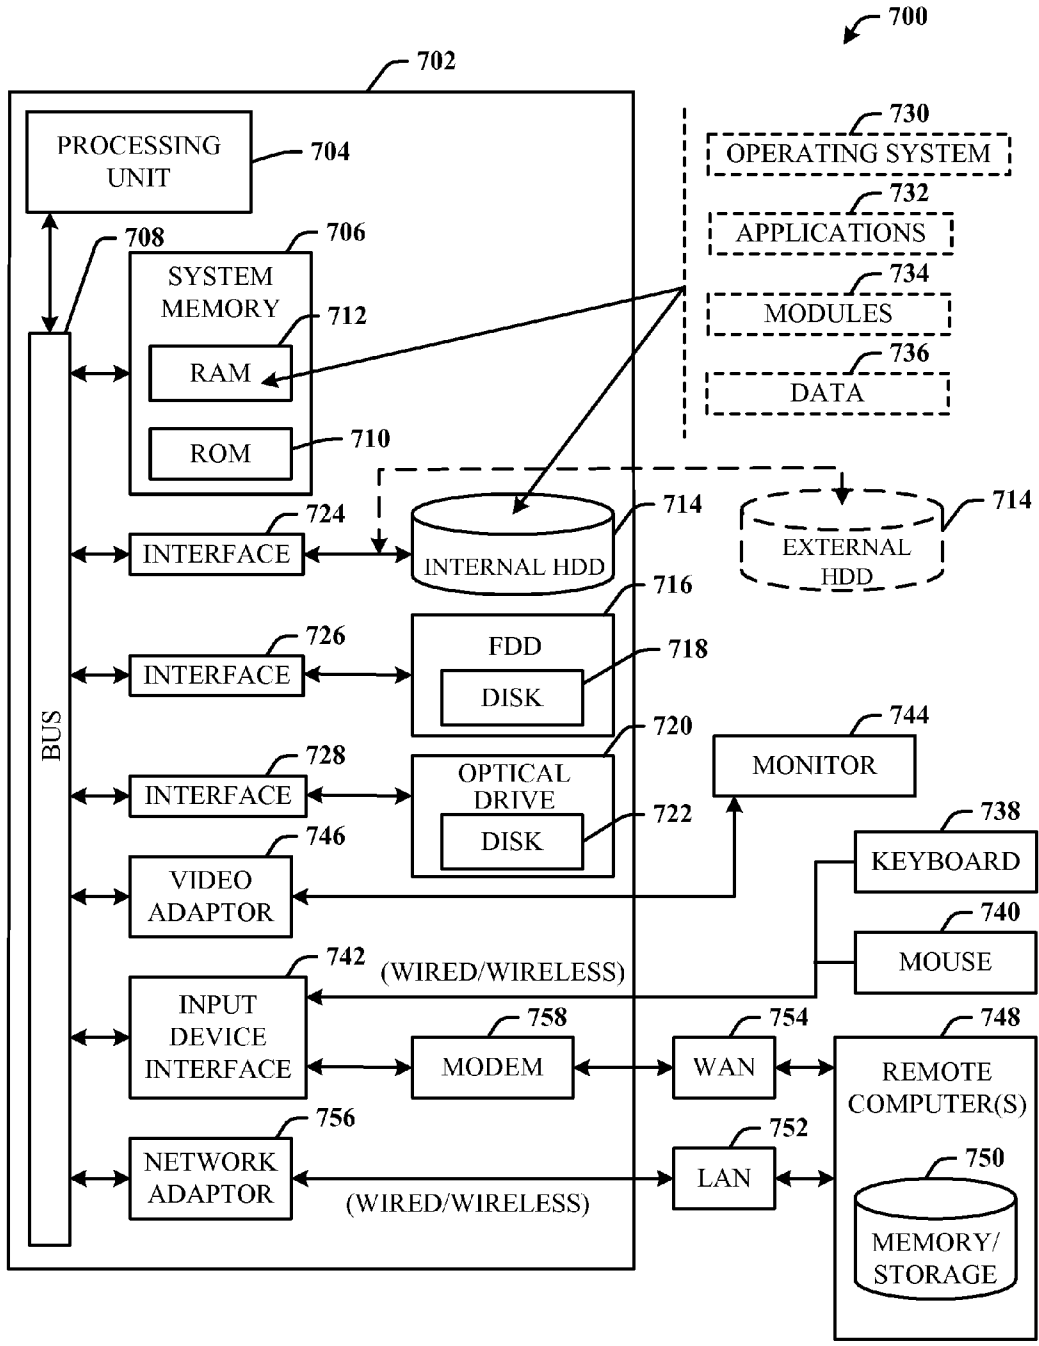 700
702
730
OPERATING SYSTEM
PROCESSING
UNIT
704
732
APPLICATIONS
708
706
SYSTEM
MEMORY
734
MODULES
712
RAM
736
DATA
710
ROM
724
INTERFACE
714
INTERNAL HDD
714
EXTERNAL
HDD
716
FDD
726
INTERFACE
718
DISK
BUS
720
OPTICAL
DRIVE
728
INTERFACE
722
DISK
744
MONITOR
746
VIDEO
ADAPTOR
738
KEYBOARD
740
MOUSE
742
(WIRED/WIRELESS)
INPUT
DEVICE
INTERFACE
758
MODEM
754
WAN
748
REMOTE
COMPUTER(S)
756
NETWORK
ADAPTOR
(WIRED/WIRELESS)
752
LAN
750
MEMORY/
STORAGE